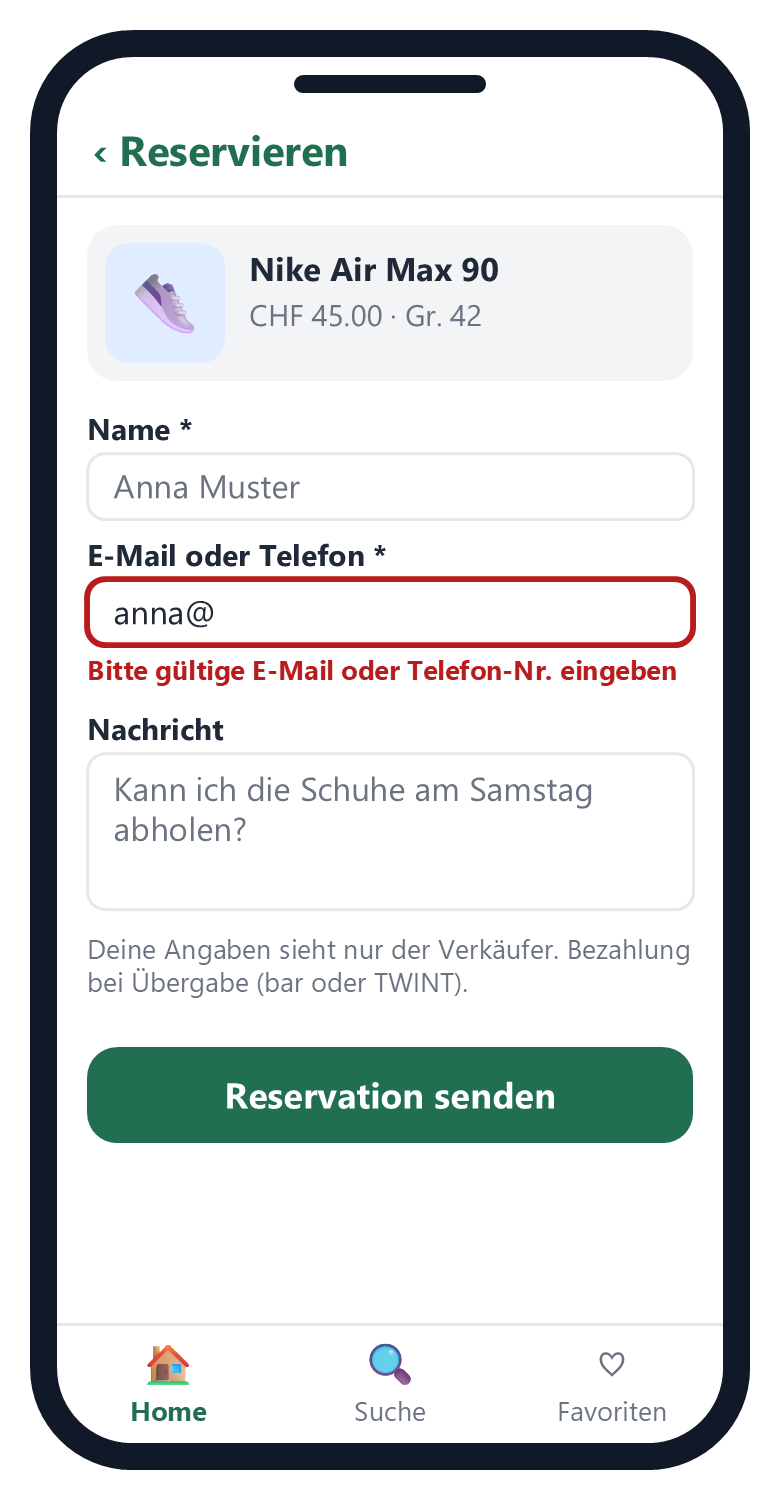 ‹ Reservieren
Nike Air Max 90
CHF 45.00 · Gr. 42
Name *
Anna Muster
E-Mail oder Telefon *
anna@
Bitte gültige E-Mail oder Telefon-Nr. eingeben
Nachricht
Kann ich die Schuhe am Samstag
abholen?
Deine Angaben sieht nur der Verkäufer. Bezahlung
bei Übergabe (bar oder TWINT).
Reservation senden
Home
Suche
Favoriten